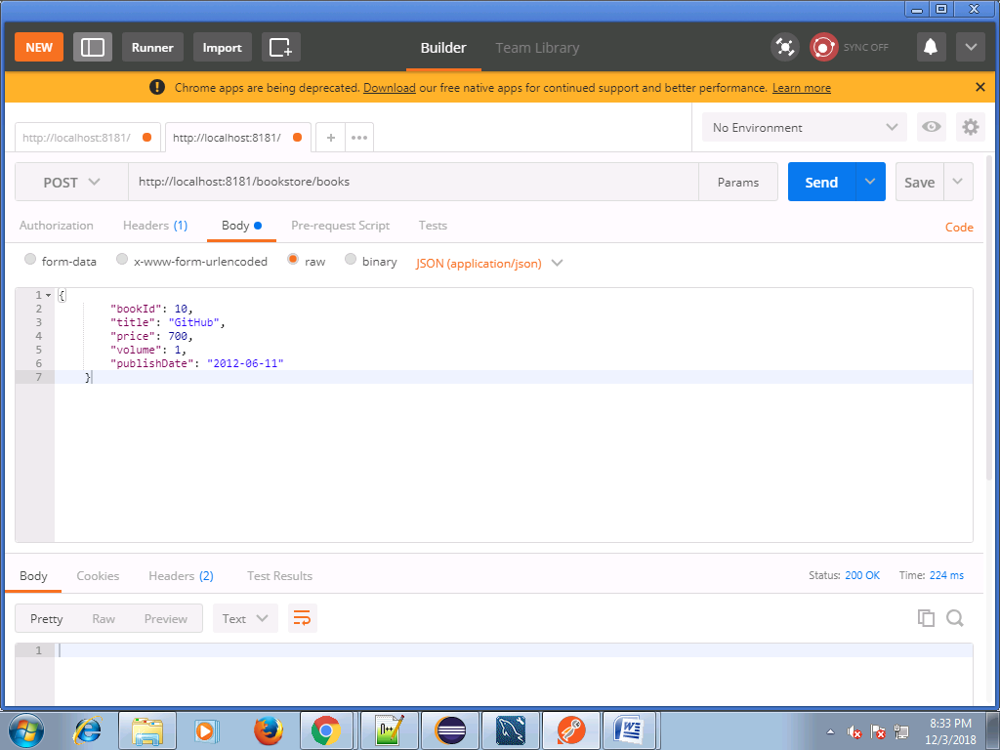 NEW Runner Import Builder Team Library SYNC OFF
! Chrome apps are being deprecated. Download our free native apps for continued support and better performance. Learn more
http://localhost:8181/ http://localhost:8181/ No Environment
POST http://localhost:8181/bookstore/books Params Send Save
Authorization Headers (1) Body Pre-request Script Tests Code
form-data x-www-form-urlencoded raw binary JSON (application/json)
1 {
2 "bookId": 10,
3 "title": "GitHub",
4 "price": 700,
5 "volume": 1,
6 "publishDate": "2012-06-11"
7 }
Body Cookies Headers (2) Test Results Status: 200 OK Time: 224 ms
Pretty Raw Preview Text
1
8:33 PM
12/3/2018